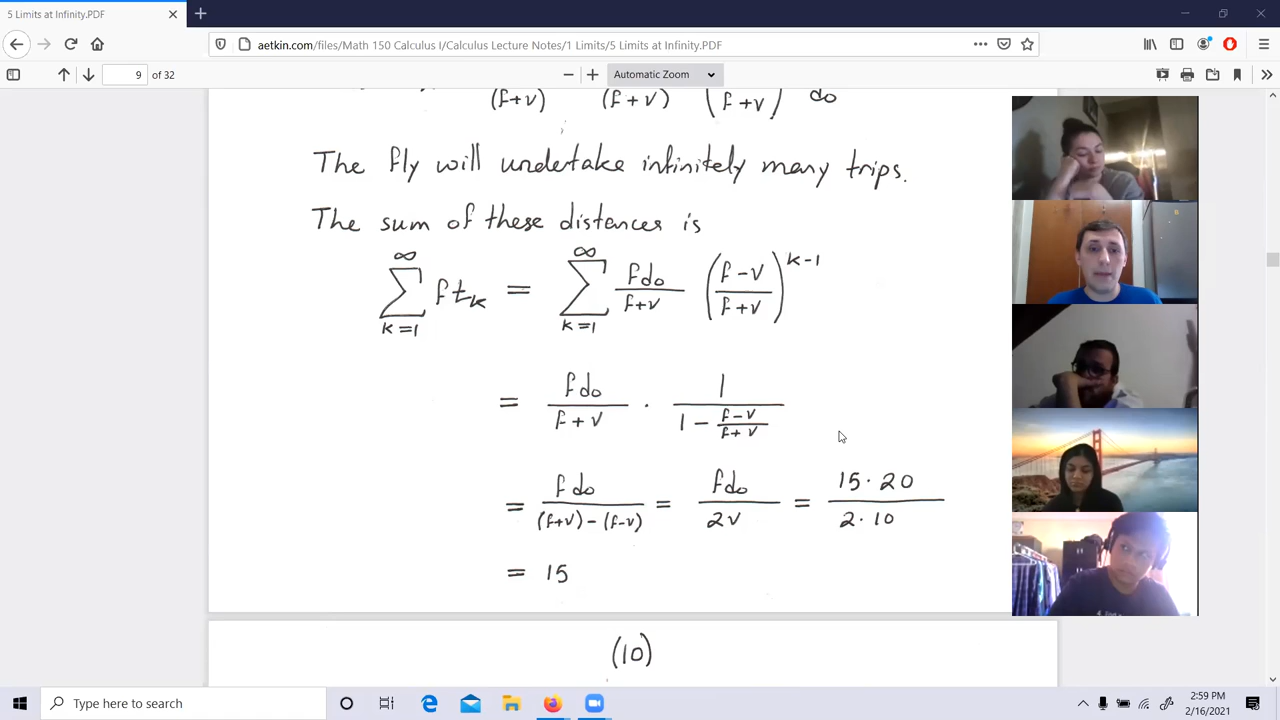 5 Limits at Infinity.PDF
aetkin.com/files/Math 150 Calculus I/Calculus Lecture Notes/1 Limits/5 Limits at Infinity.PDF
9 of 32
Automatic Zoom
(f+v) (f+v) (f+v) do
The fly will undertake infinitely many trips.
The sum of these distances is
∞ ∑ k=1 f t_k = ∞ ∑ k=1 fdo/(f+v) ((f-v)/(f+v))^(k-1)
= fdo/(f+v) · 1/(1 - (f-v)/(f+v))
= fdo/((f+v)-(f-v)) = fdo/2v = 15·20/2·10
= 15
(10)
Type here to search
2:59 PM
2/16/2021